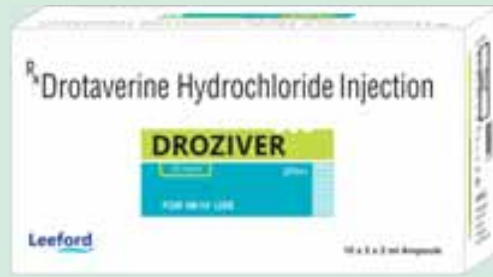 Rx Drotaverine Hydrochloride Injection
DROZIVER
FOR IM/IV USE
Leeford
10 x 5 x 2 ml Ampoule